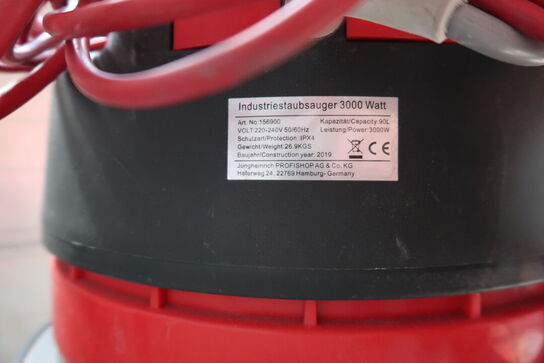 Industriestaubsauger 3000 Watt
Art. No:156900 Kapazität/Capacity:90L
VOLT:220-240V 50/60Hz Leistung/Power:3000W
Schutzart/Protection :IPX4
Gewicht/Weight:26.9KGS
Baujahr/Construction year: 2019
Jungheinrich PROFISHOP AG & Co. KG
Haferweg 24, 22769 Hamburg- Germany